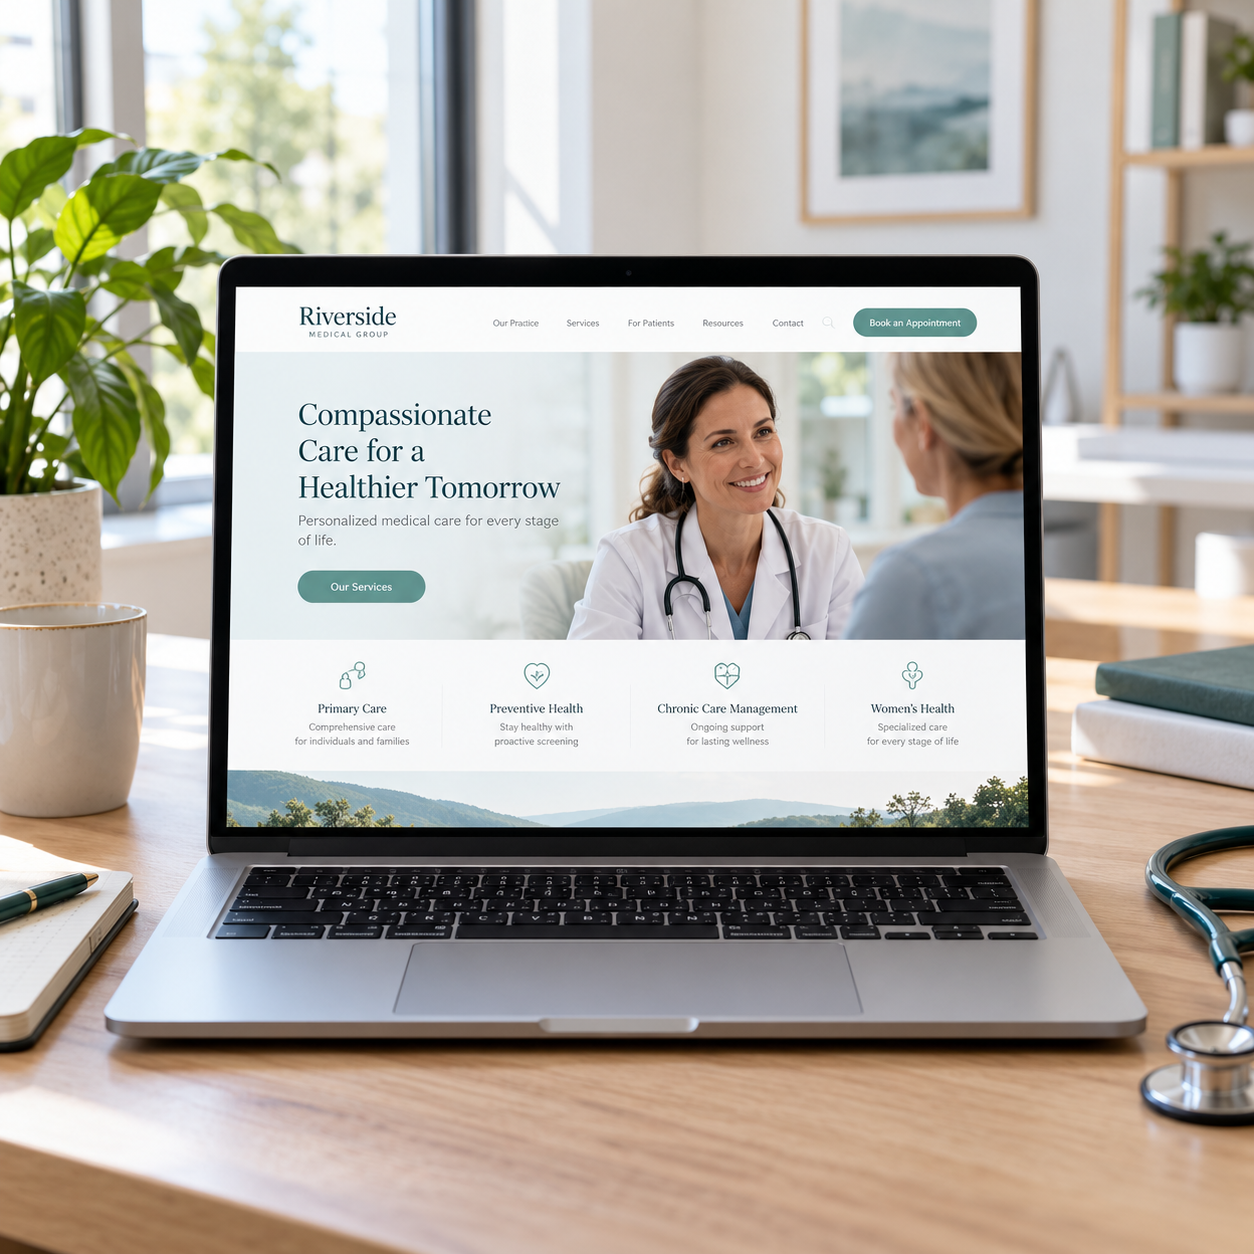 Riverside
MEDICAL GROUP
Our Practice
Services
For Patients
Resources
Contact
Book an Appointment
Compassionate
Care for a
Healthier Tomorrow
Personalized medical care for every stage
of life.
Our Services
Primary Care
Comprehensive care
for individuals and families
Preventive Health
Stay healthy with
proactive screening
Chronic Care Management
Ongoing support
for lasting wellness
Women's Health
Specialized care
for every stage of life